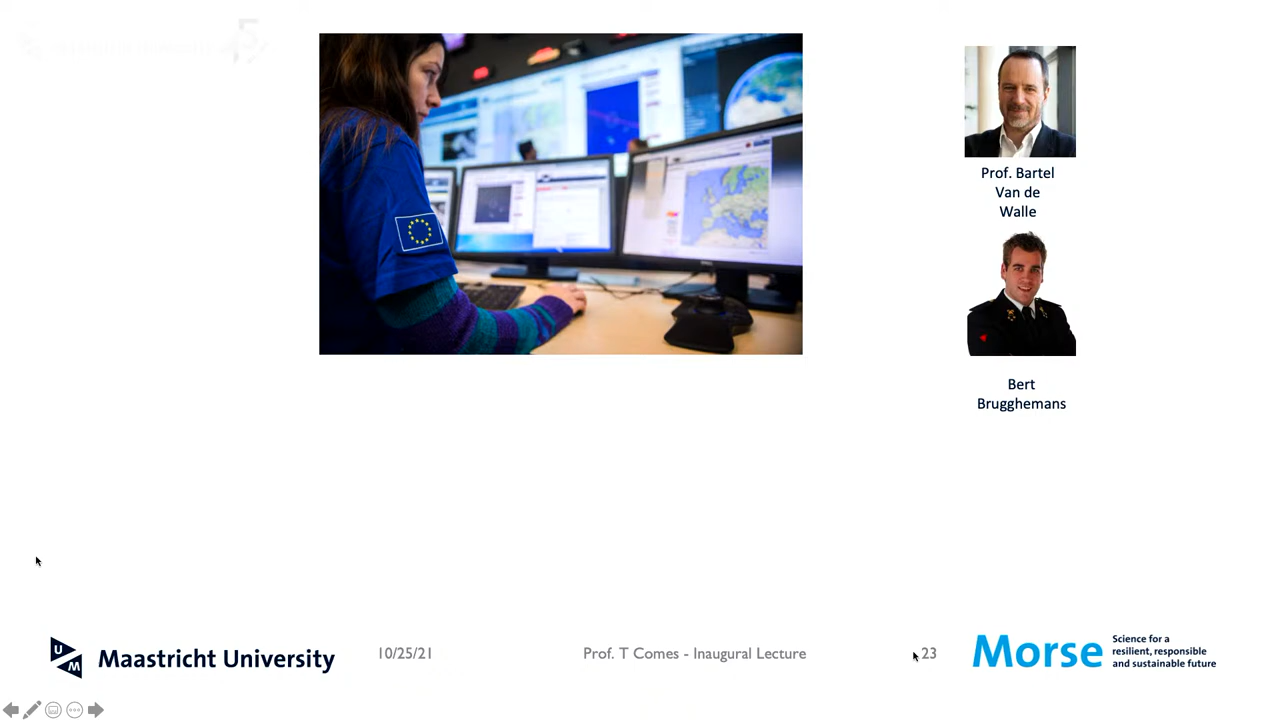 Prof. Bartel
Van de
Walle
Bert
Brugghemans
UM
Maastricht University
10/25/21
Prof. T Comes - Inaugural Lecture
23
Morse
Science for a
resilient, responsible
and sustainable future